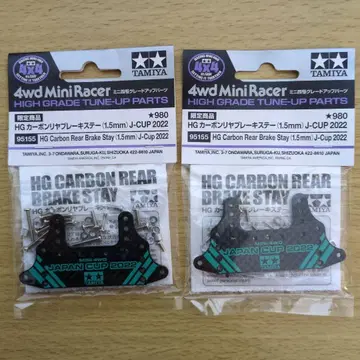 4x4
TAMIYA
4wd Mini Racer
ミニ四駆グレードアップパーツ
HIGH GRADE TUNE-UP PARTS
限定商品
★980
HG カーボンリヤブレーキステー (1.5mm) J-CUP 2022
95155 HG Carbon Rear Brake Stay (1.5mm) J-Cup 2022
TAMIYA, INC. 3-7 ONDAWARA, SURUGA-KU, SHIZUOKA 422-8610 JAPAN
HG CARBON REAR
BRAKE STAY
JAPAN CUP 2022
TAMIYA
4x4
TAMIYA
4wd Mini Racer
ミニ四駆グレードアップパーツ
HIGH GRADE TUNE-UP PARTS
限定商品
★980
HG カーボンリヤブレーキステー (1.5mm) J-CUP 2022
95155 HG Carbon Rear Brake Stay (1.5mm) J-Cup 2022
TAMIYA, INC. 3-7 ONDAWARA, SURUGA-KU, SHIZUOKA 422-8610 JAPAN
HG CARBON REAR
BRAKE STAY
JAPAN CUP 2022
TAMIYA